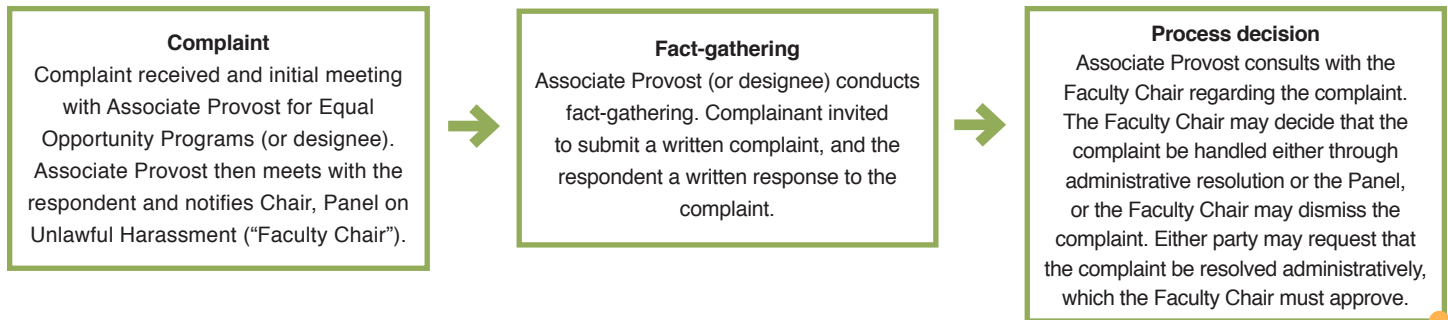 Complaint
Complaint received and initial meeting
with Associate Provost for Equal
Opportunity Programs (or designee).
Associate Provost then meets with the
respondent and notifies Chair, Panel on
Unlawful Harassment (“Faculty Chair”).
Fact-gathering
Associate Provost (or designee) conducts
fact-gathering. Complainant invited
to submit a written complaint, and the
respondent a written response to the
complaint.
Process decision
Associate Provost consults with the
Faculty Chair regarding the complaint.
The Faculty Chair may decide that the
complaint be handled either through
administrative resolution or the Panel,
or the Faculty Chair may dismiss the
complaint. Either party may request that
the complaint be resolved administratively,
which the Faculty Chair must approve.